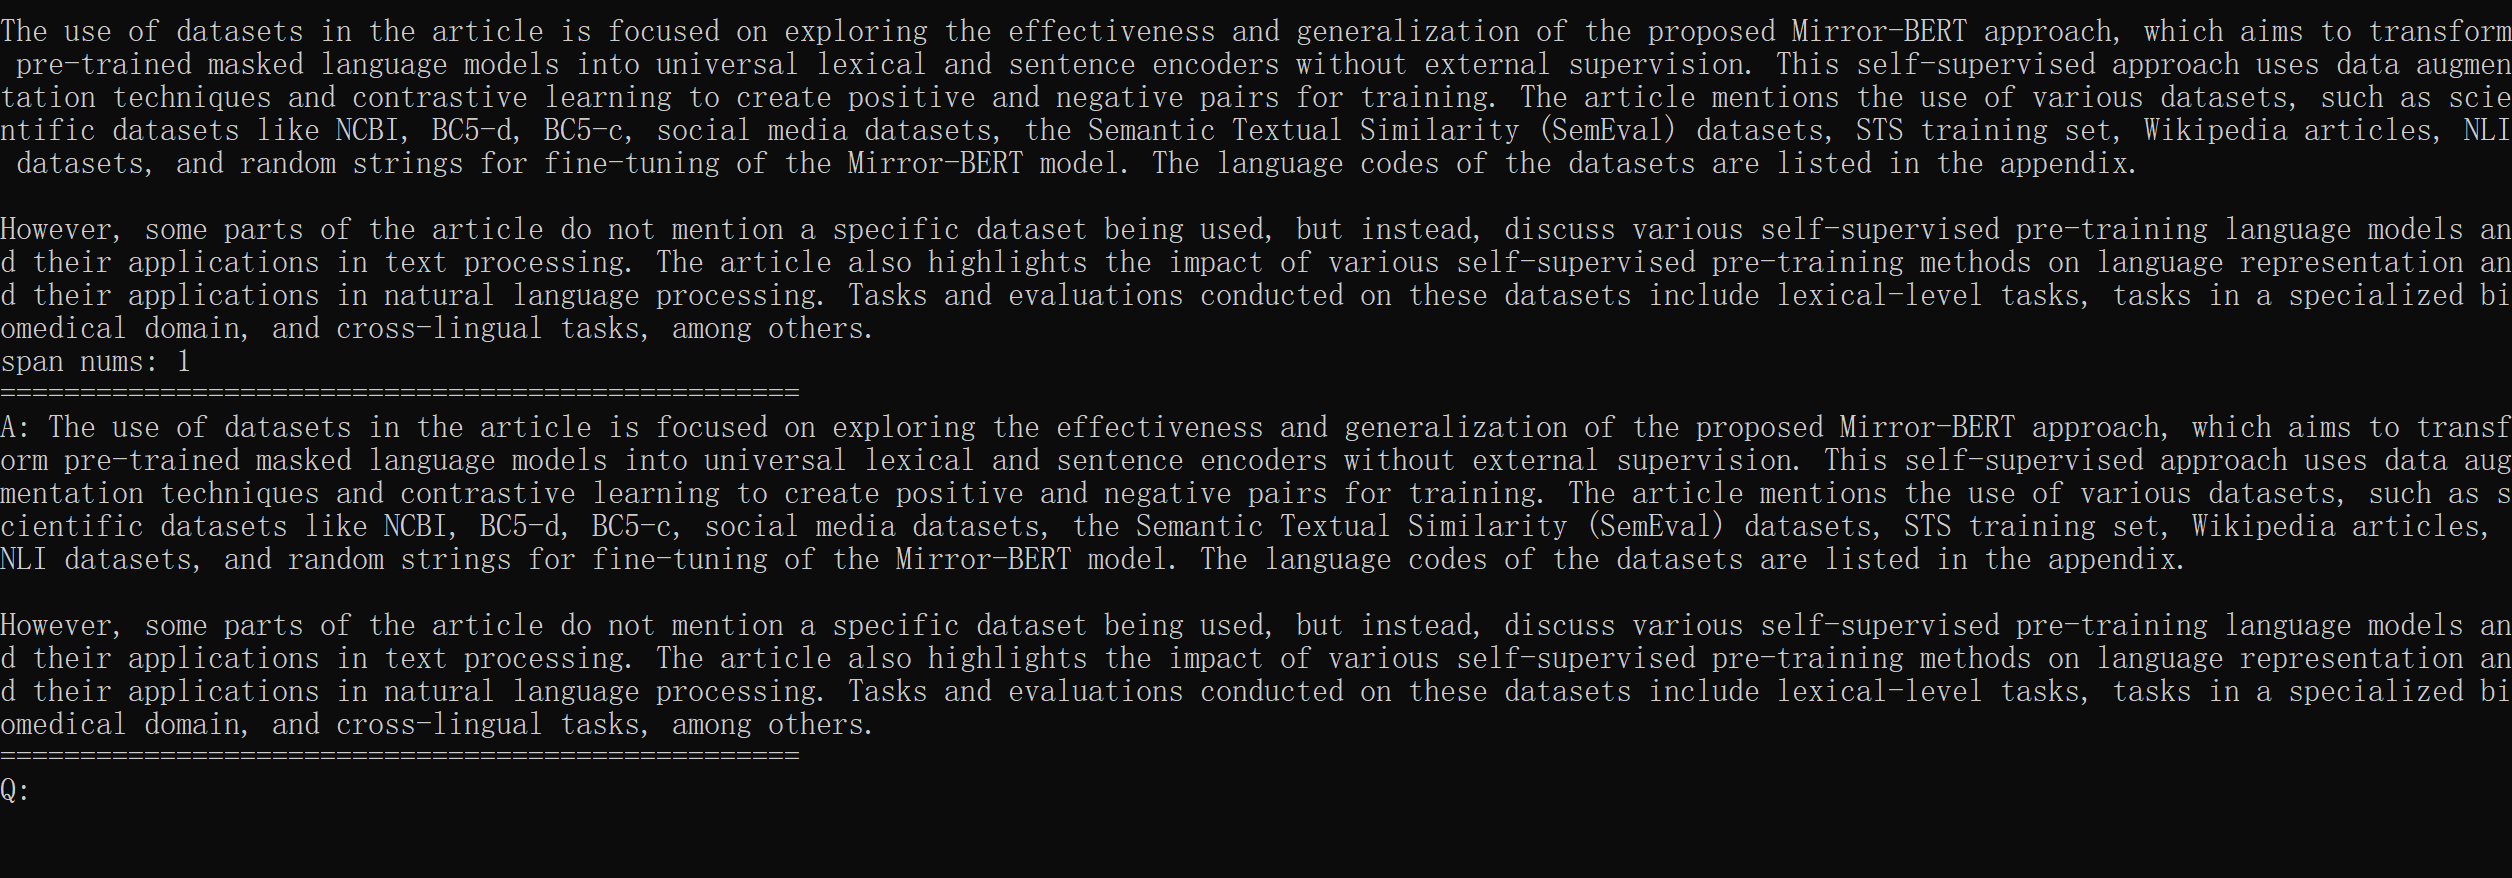 The use of datasets in the article is focused on exploring the effectiveness and generalization of the proposed Mirror-BERT approach, which aims to transform
 pre-trained masked language models into universal lexical and sentence encoders without external supervision. This self-supervised approach uses data augmen
tation techniques and contrastive learning to create positive and negative pairs for training. The article mentions the use of various datasets, such as scie
ntific datasets like NCBI, BC5-d, BC5-c, social media datasets, the Semantic Textual Similarity (SemEval) datasets, STS training set, Wikipedia articles, NLI
 datasets, and random strings for fine-tuning of the Mirror-BERT model. The language codes of the datasets are listed in the appendix.

However, some parts of the article do not mention a specific dataset being used, but instead, discuss various self-supervised pre-training language models an
d their applications in text processing. The article also highlights the impact of various self-supervised pre-training methods on language representation an
d their applications in natural language processing. Tasks and evaluations conducted on these datasets include lexical-level tasks, tasks in a specialized bi
omedical domain, and cross-lingual tasks, among others.
span nums: 1
==================================================
A: The use of datasets in the article is focused on exploring the effectiveness and generalization of the proposed Mirror-BERT approach, which aims to transf
orm pre-trained masked language models into universal lexical and sentence encoders without external supervision. This self-supervised approach uses data aug
mentation techniques and contrastive learning to create positive and negative pairs for training. The article mentions the use of various datasets, such as s
cientific datasets like NCBI, BC5-d, BC5-c, social media datasets, the Semantic Textual Similarity (SemEval) datasets, STS training set, Wikipedia articles,
NLI datasets, and random strings for fine-tuning of the Mirror-BERT model. The language codes of the datasets are listed in the appendix.

However, some parts of the article do not mention a specific dataset being used, but instead, discuss various self-supervised pre-training language models an
d their applications in text processing. The article also highlights the impact of various self-supervised pre-training methods on language representation an
d their applications in natural language processing. Tasks and evaluations conducted on these datasets include lexical-level tasks, tasks in a specialized bi
omedical domain, and cross-lingual tasks, among others.
==================================================
Q: